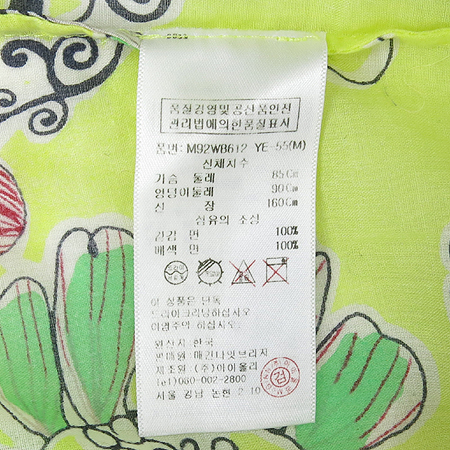 품질경영및공산품안전
관리법에의한품질표시
품번: M92WB612 YE-55(M)
신체치수
가슴 둘레 85Cm
엉덩이둘레 90Cm
신 장 160Cm
섬유의 조성
겉감 면 100%
배색 면 100%
이 상품은 단독
드라이크리닝하십시오
이염주의 하십시오
원산지: 한국
판매원: 매긴나잇브리지
제조원: (주)아이올리
Tel: 060-002-2800
서울 강남 논현 2-10
검